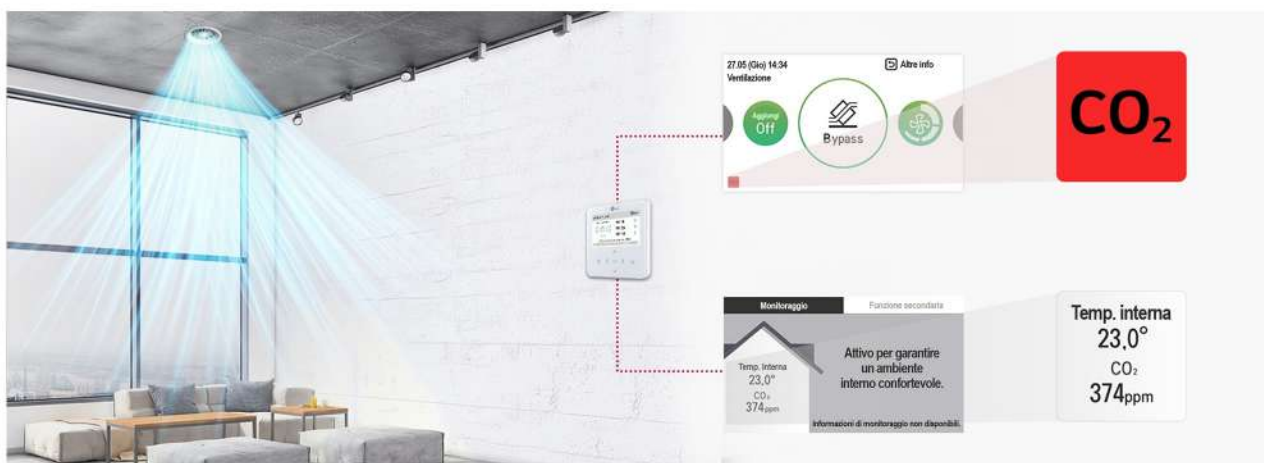 27.05 (Gio) 14:34
Altre info
Ventilazione
Aggiungi
Off
Bypass
CO₂
Monitoraggio
Funzione secondaria
Temp. Interna
23,0°
CO₂
374ppm
Attivo per garantire
un ambiente
interno confortevole.
Informazioni di monitoraggio non disponibili.
Temp. interna
23,0°
CO₂
374ppm